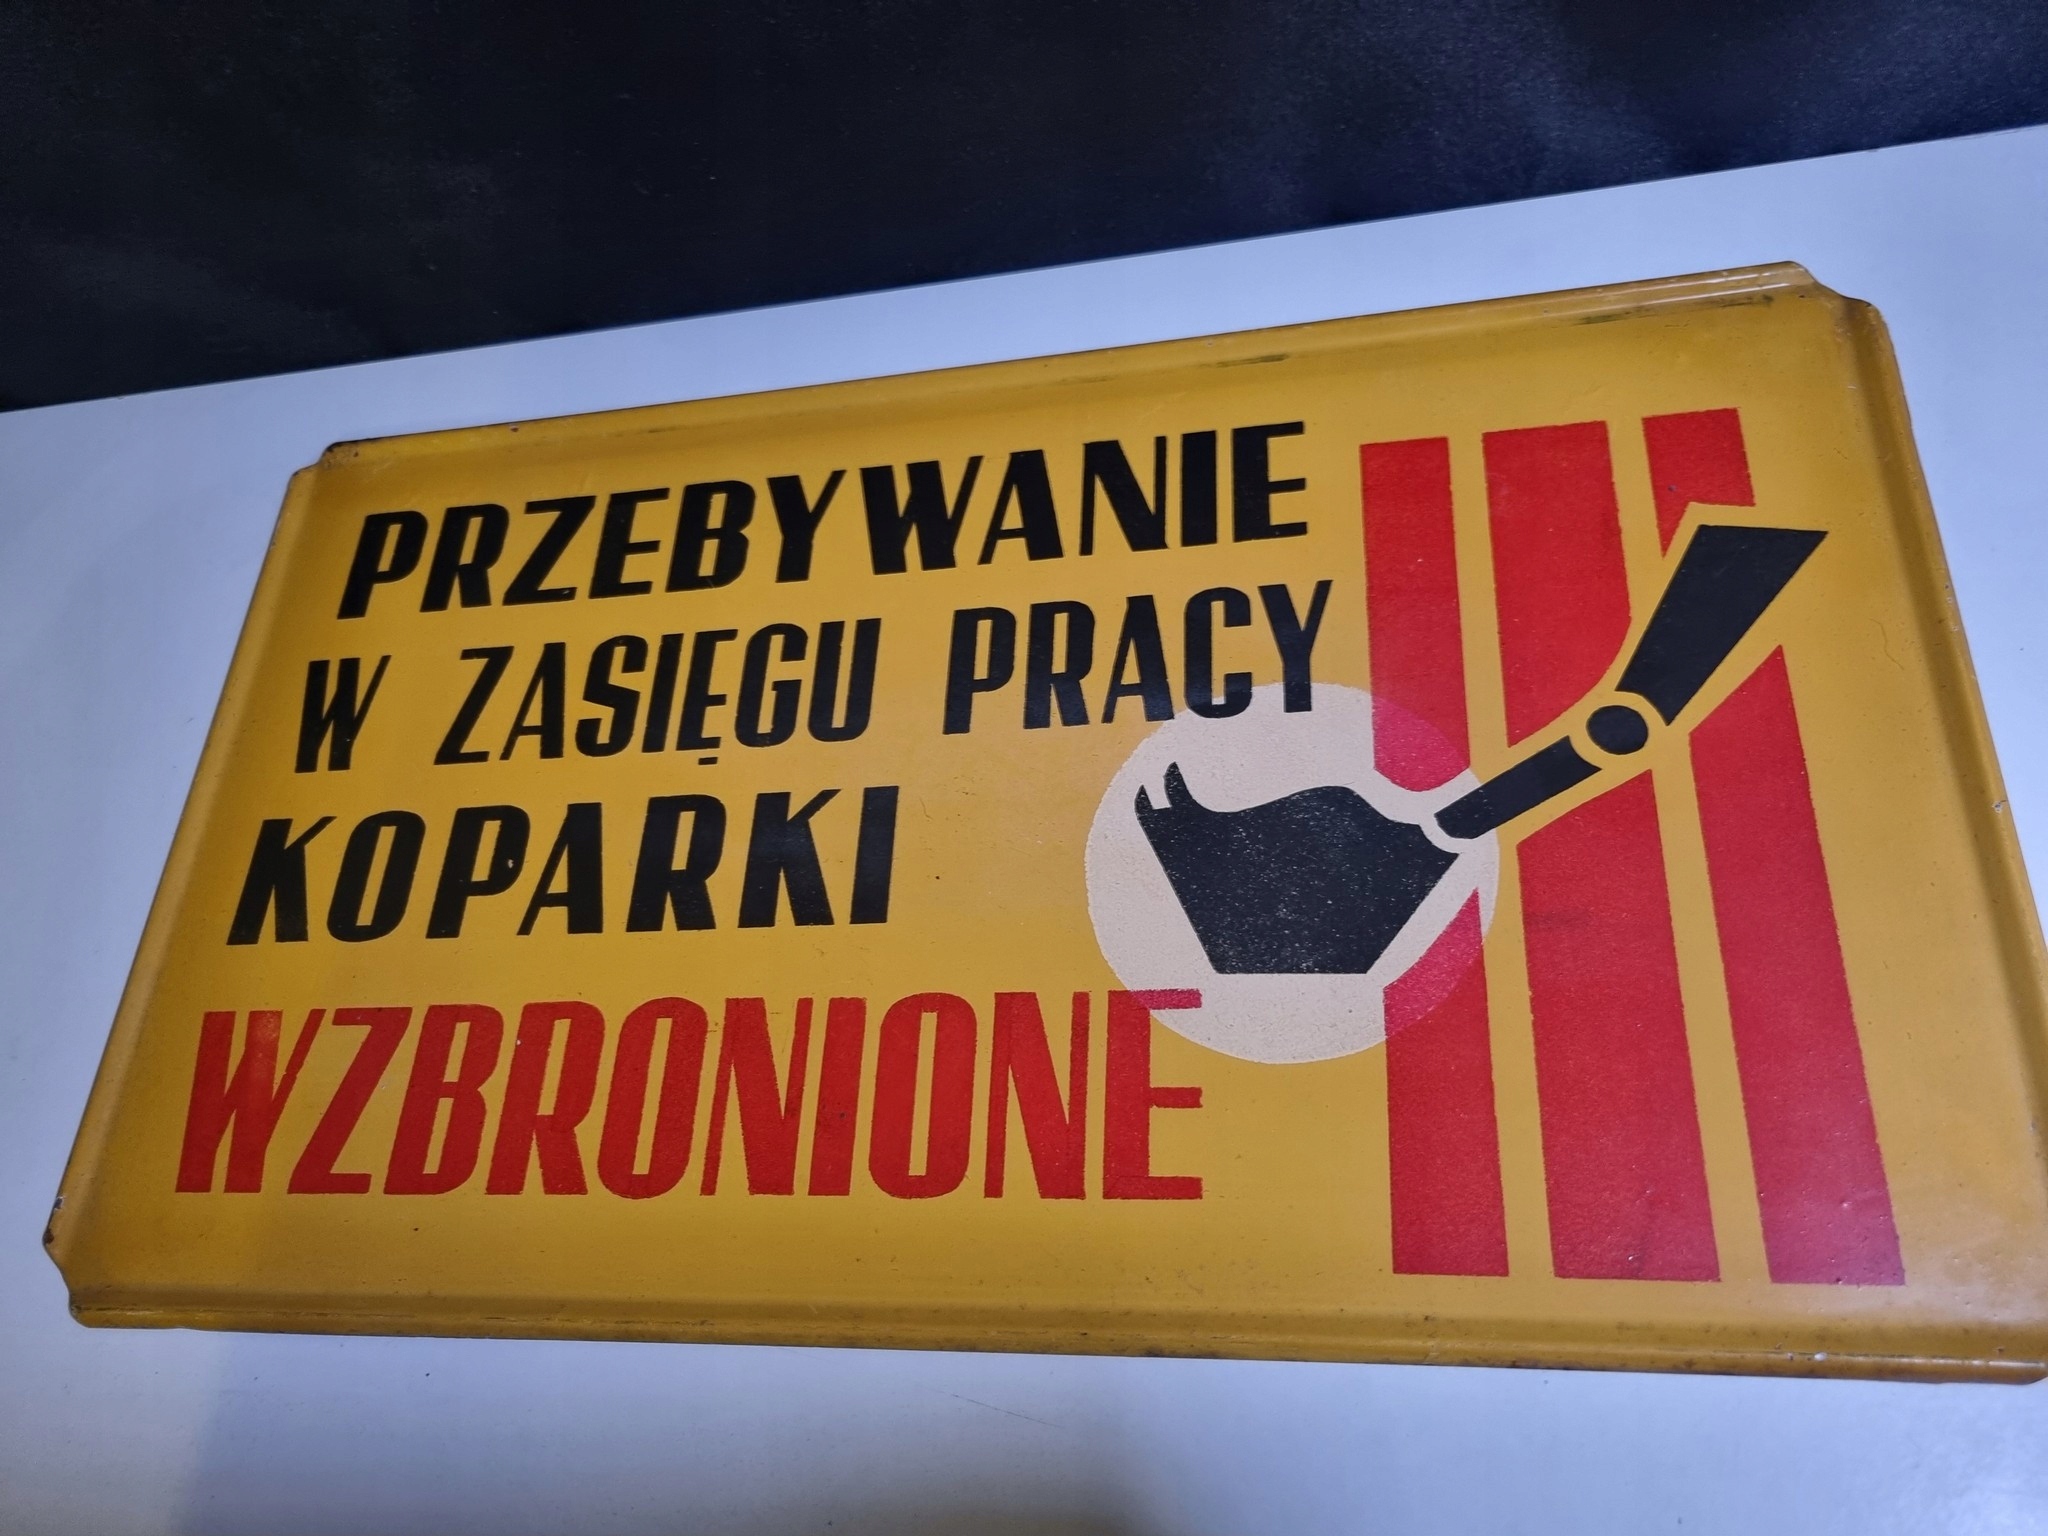 PRZEBYWANIE
W ZASIĘGU PRACY
KOPARKI
WZBRONIONE